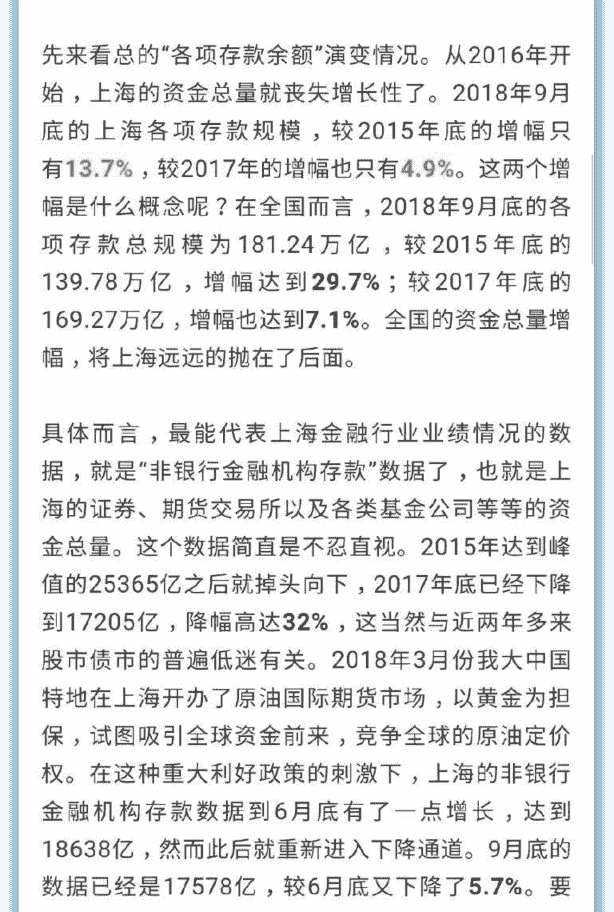 先来看总的“各项存款余额”演变情况。从2016年开
始，上海的资金总量就丧失增长性了。2018年9月
底的上海各项存款规模，较2015年底的增幅只
有13.7%，较2017年的增幅也只有4.9%。这两个增
幅是什么概念呢？在全国而言，2018年9月底的各
项存款总规模为181.24万亿，较2015年底的
139.78万亿，增幅达到29.7%；较2017年底的
169.27万亿，增幅也达到7.1%。全国的资金总量增
幅，将上海远远的抛在了后面。
具体而言，最能代表上海金融行业业绩情况的数
据，就是“非银行金融机构存款”数据了，也就是上
海的证券、期货交易所以及各类基金公司等等的资
金总量。这个数据简直是不忍直视。2015年达到峰
值的25365亿之后就掉头向下，2017年底已经下降
到17205亿，降幅高达32%，这当然与近两年多来
股市债市的普遍低迷有关。2018年3月份我大中国
特地在上海开办了原油国际期货市场，以黄金为担
保，试图吸引全球资金前来，竞争全球的原油定价
权。在这种重大利好政策的刺激下，上海的非银行
金融机构存款数据到6月底有了一点增长，达到
18638亿，然而此后就重新进入下降通道。9月底的
数据已经是17578亿，较6月底又下降了5.7%。要